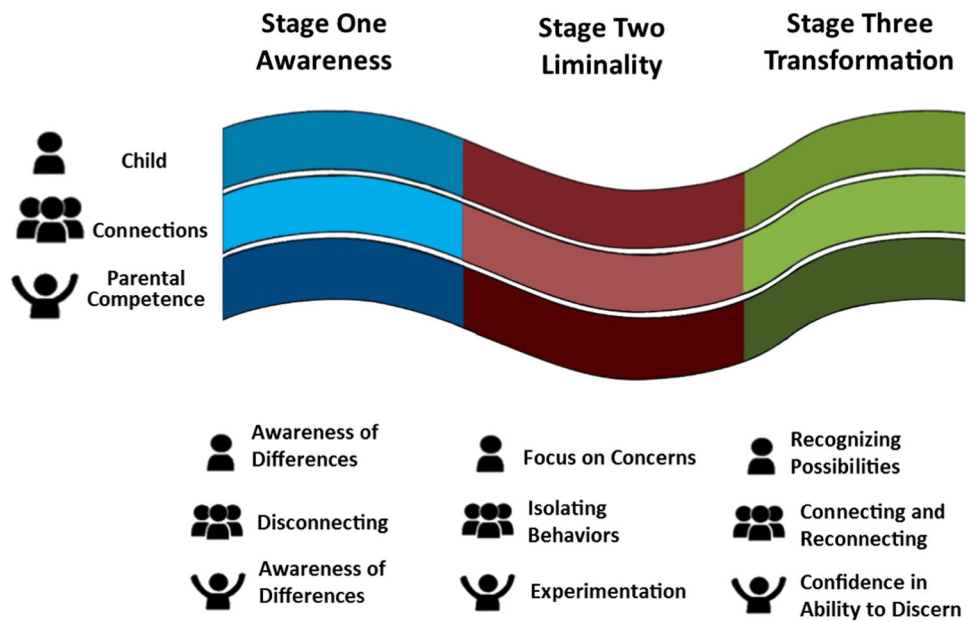 Stage One
Awareness
Stage Two
Liminality
Stage Three
Transformation
Child
Connections
Parental
Competence
Awareness of
Differences
Focus on Concerns
Recognizing
Possibilities
Disconnecting
Isolating
Behaviors
Connecting and
Reconnecting
Awareness of
Differences
Experimentation
Confidence in
Ability to Discern